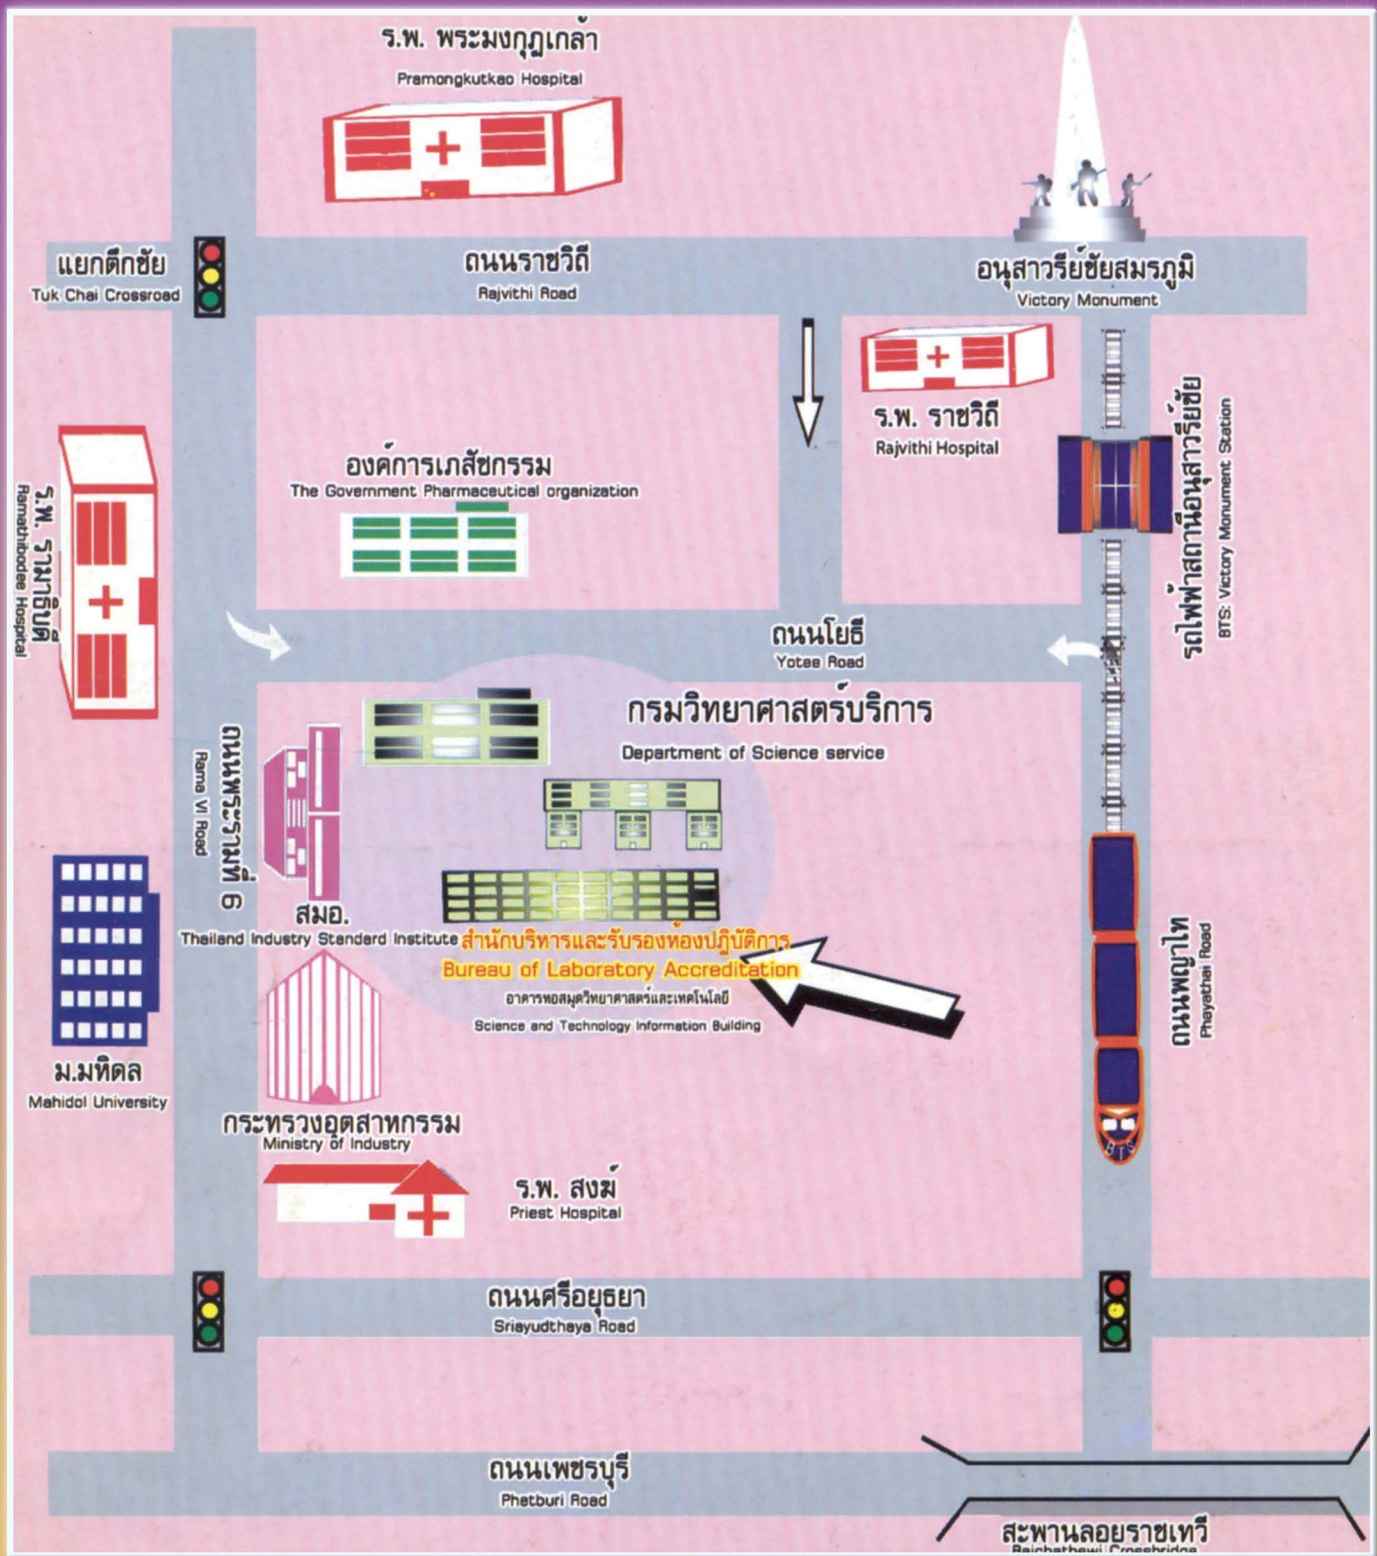 ร.พ. พระมงกุฎเกล้า
Pramongkutkao Hospital
แยกตึกชัย
Tuk Chai Crossroad
ถนนราชวิถี
Rajvithi Road
อนุสาวรีย์ชัยสมรภูมิ
Victory Monument
ร.พ. ราชวิถี
Rajvithi Hospital
รถไฟฟ้าสถานีอนุสาวรีย์ชัย
BTS: Victory Monument Station
องค์การเภสัชกรรม
The Government Pharmaceutical organization
ร.พ. รามาธิบดี
Ramathibodee Hospital
ถนนโยธี
Yotee Road
กรมวิทยาศาสตร์บริการ
Department of Science service
ถนนพระรามที่ 6
Rama VI Road
สมอ.
Thailand Industry Standard Institute
สำนักบริหารและรับรองห้องปฏิบัติการ
Bureau of Laboratory Accreditation
อาคารหอสมุดวิทยาศาสตร์และเทคโนโลยี
Science and Technology Information Building
ถนนพญาไท
Phayathai Road
BTS
ม.มหิดล
Mahidol University
กระทรวงอุตสาหกรรม
Ministry of Industry
ร.พ. สงฆ์
Priest Hospital
ถนนศรีอยุธยา
Sriayudthaya Road
ถนนเพชรบุรี
Phetburi Road
สะพานลอยราชเทวี
Rajchathewi Crossbridge